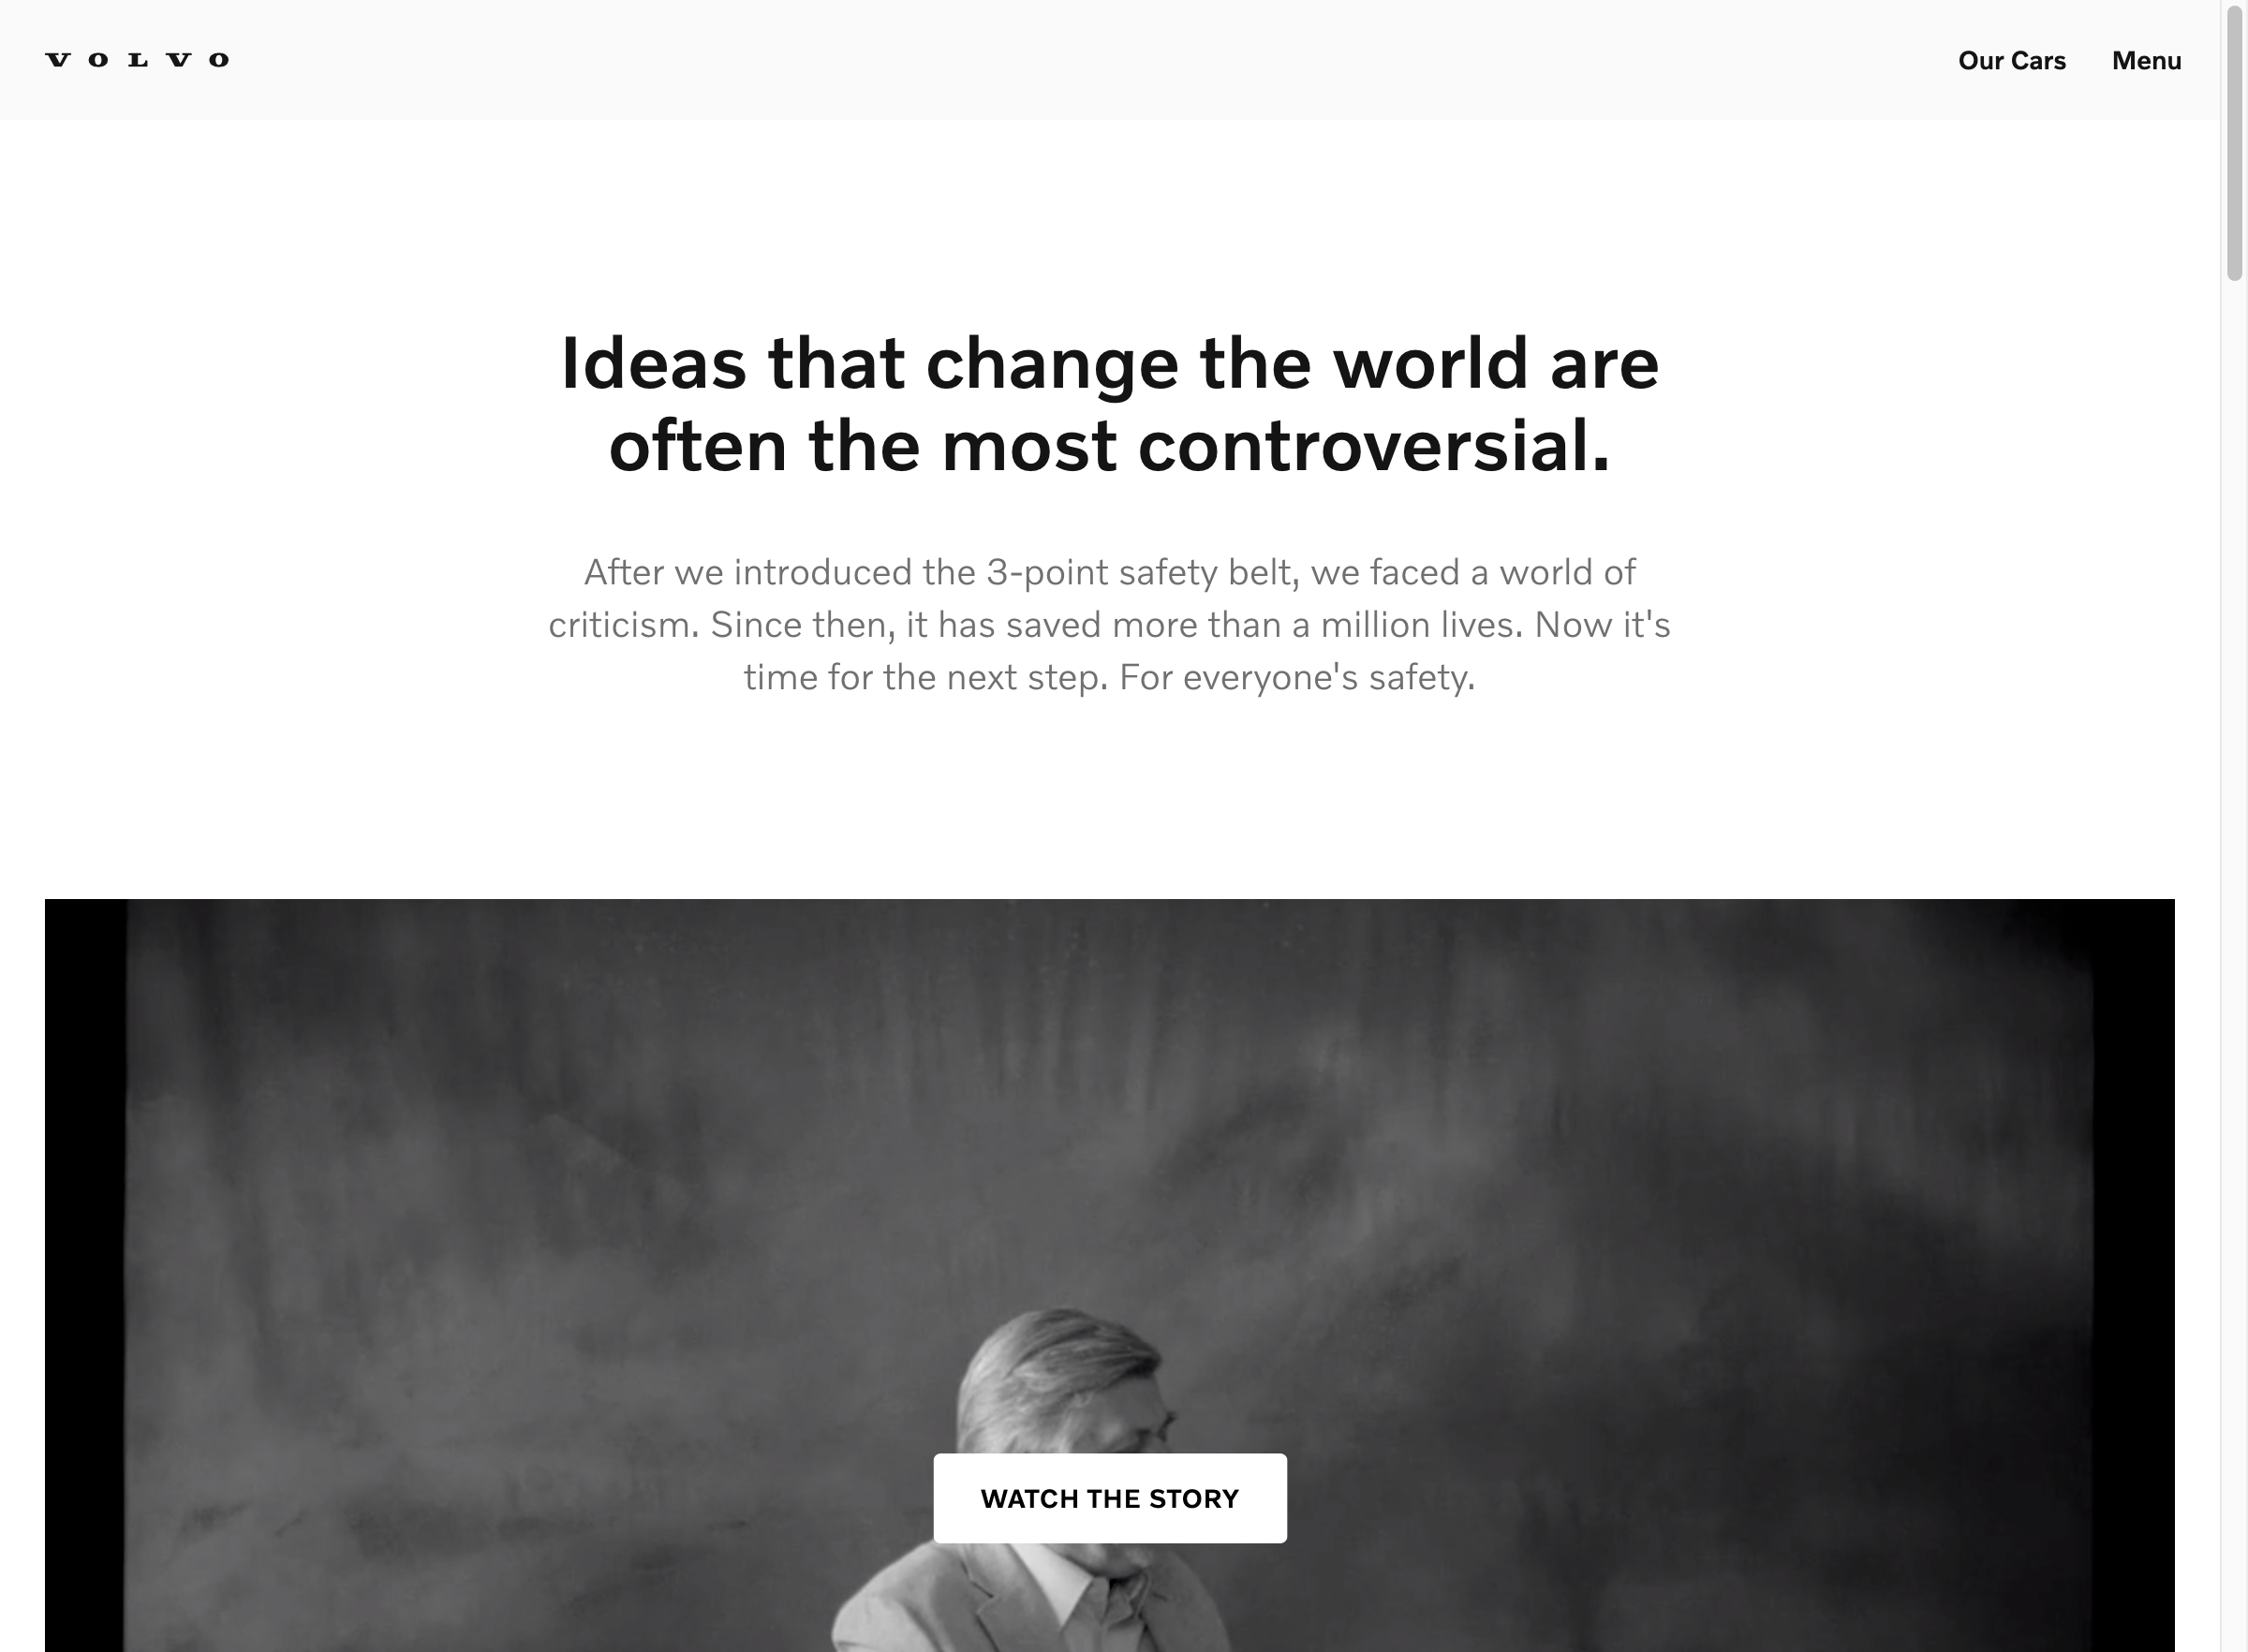 VOLVO
Our Cars
Menu
Ideas that change the world are
often the most controversial.
After we introduced the 3-point safety belt, we faced a world of
criticism. Since then, it has saved more than a million lives. Now it's
time for the next step. For everyone's safety.
WATCH THE STORY